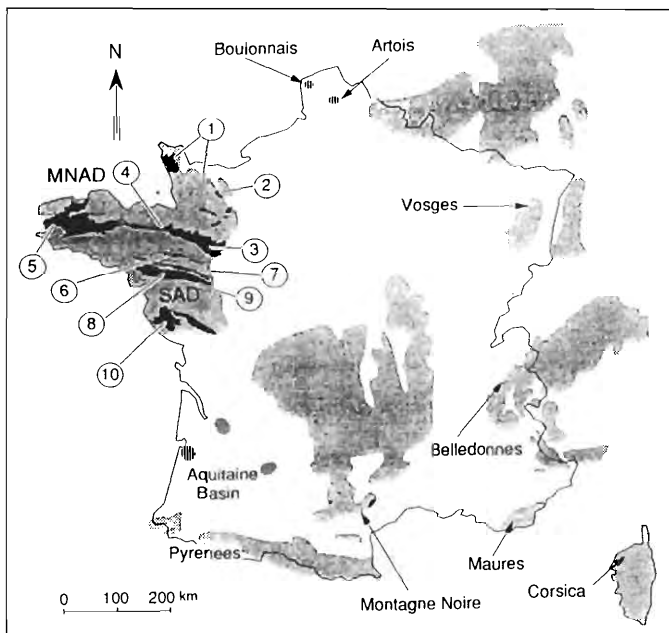 Boulonnais
Artois
N
1
MNAD
4
2
Vosges
5
3
6
7
SAD
9
8
10
Belledonnes
Aquitaine
Basin
Pyrenees
Maures
Corsica
0 100 200 km
Montagne Noire